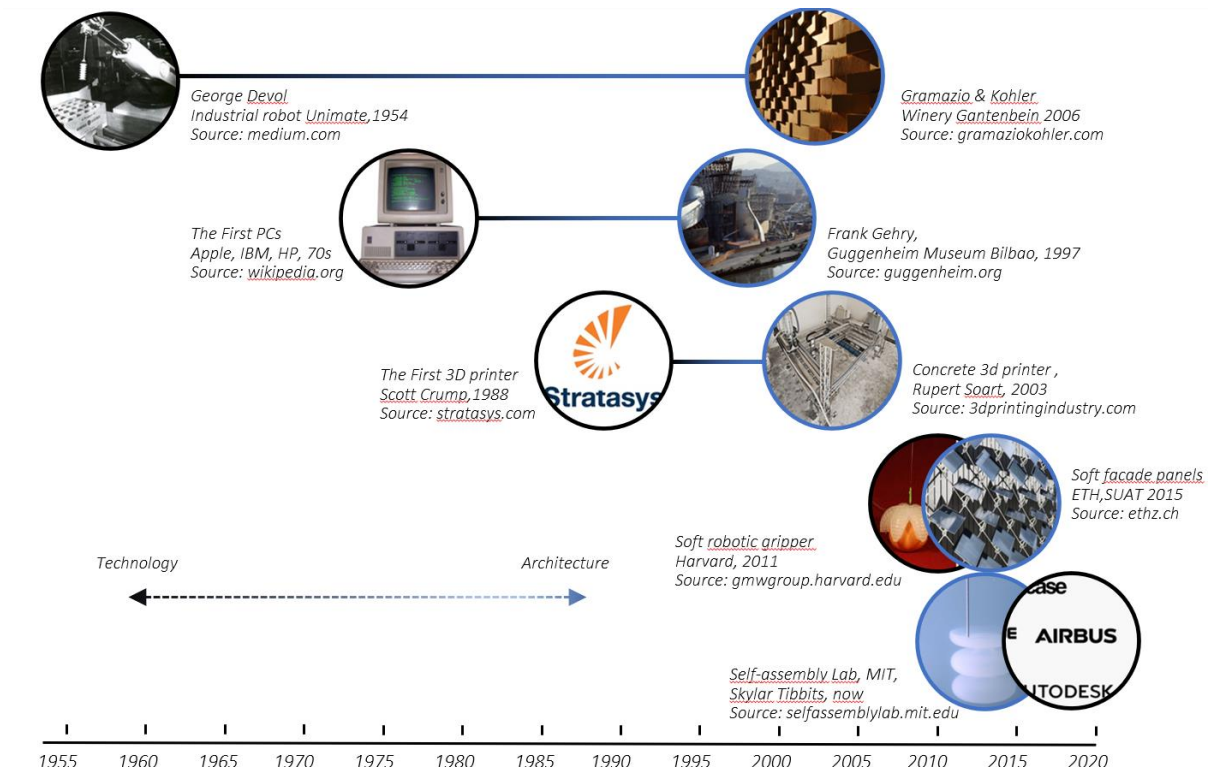 George Devol
Industrial robot Unimate,1954
Source: medium.com
Gramazio & Kohler
Winery Gantenbein 2006
Source: gramaziokohler.com
The First PCs
Apple, IBM, HP, 70s
Source: wikipedia.org
Frank Gehry,
Guggenheim Museum Bilbao, 1997
Source: guggenheim.org
The First 3D printer
Scott Crump,1988
Source: stratasys.com
Stratasys
Concrete 3d printer ,
Rupert Soart, 2003
Source: 3dprintingindustry.com
Soft facade panels
ETH,SUAT 2015
Source: ethz.ch
Soft robotic gripper
Harvard, 2011
Source: gmwgroup.harvard.edu
Technology
Architecture
case
E
AIRBUS
UTODESK
Self-assembly Lab, MIT,
Skylar Tibbits, now
Source: selfassemblylab.mit.edu
1955 1960 1965 1970 1975 1980 1985 1990 1995 2000 2005 2010 2015 2020